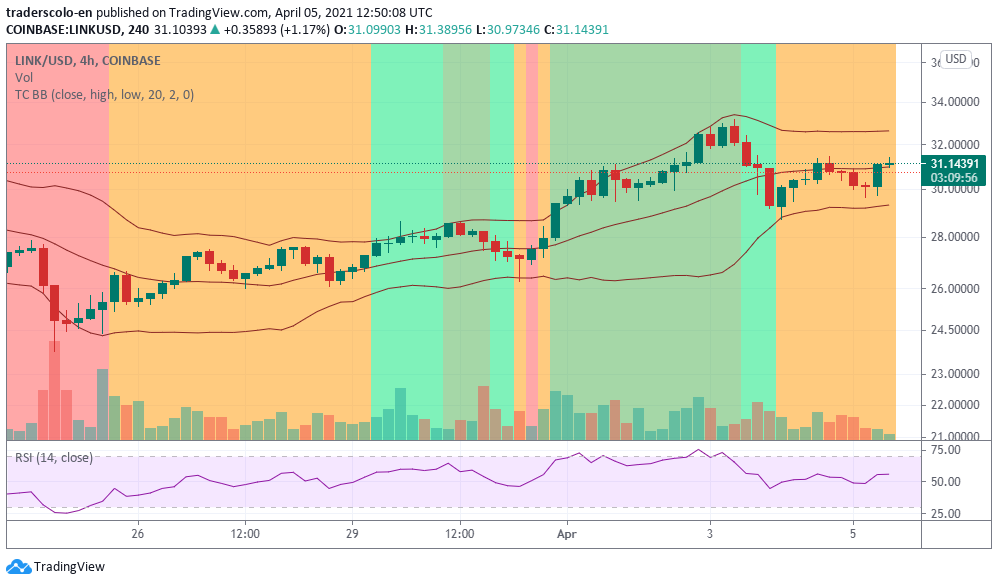 traderscolo-en published on TradingView.com, April 05, 2021 12:50:08 UTC
COINBASE:LINKUSD, 240 31.10393 ▲ +0.35893 (+1.17%) O:31.09903 H:31.38956 L:30.97346 C:31.14391
LINK/USD, 4h, COINBASE
Vol
TC BB (close, high, low, 20, 2, 0)
USD
34.00000
32.00000
31.14391
03:09:56
30.00000
28.00000
26.00000
24.50000
23.00000
22.00000
21.00000
RSI (14, close)
75.00
50.00
25.00
26 12:00 29 12:00 Apr 3 5
TradingView